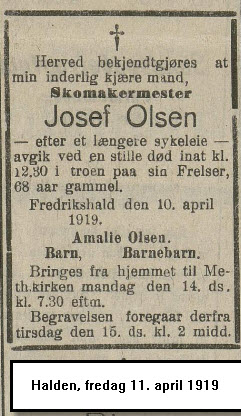 Herved bekjendtgjøres at
min inderlig kjære mand,
Skomakermester
Josef Olsen
— efter et længere sykeleie —
avgik ved en stille død inat kl.
12.30 i troen paa sin Frelser,
68 aar gammel.
Fredrikshald den 10. april
1919.
Amalie Olsen.
Barn, Barnebarn.
Bringes fra hjemmet til Me-
th.kirken mandag den 14. ds.
kl. 7.30 eftm.
Begravelsen foregaar derfra
tirsdag den 15. ds. kl. 2 midd.
Halden, fredag 11. april 1919